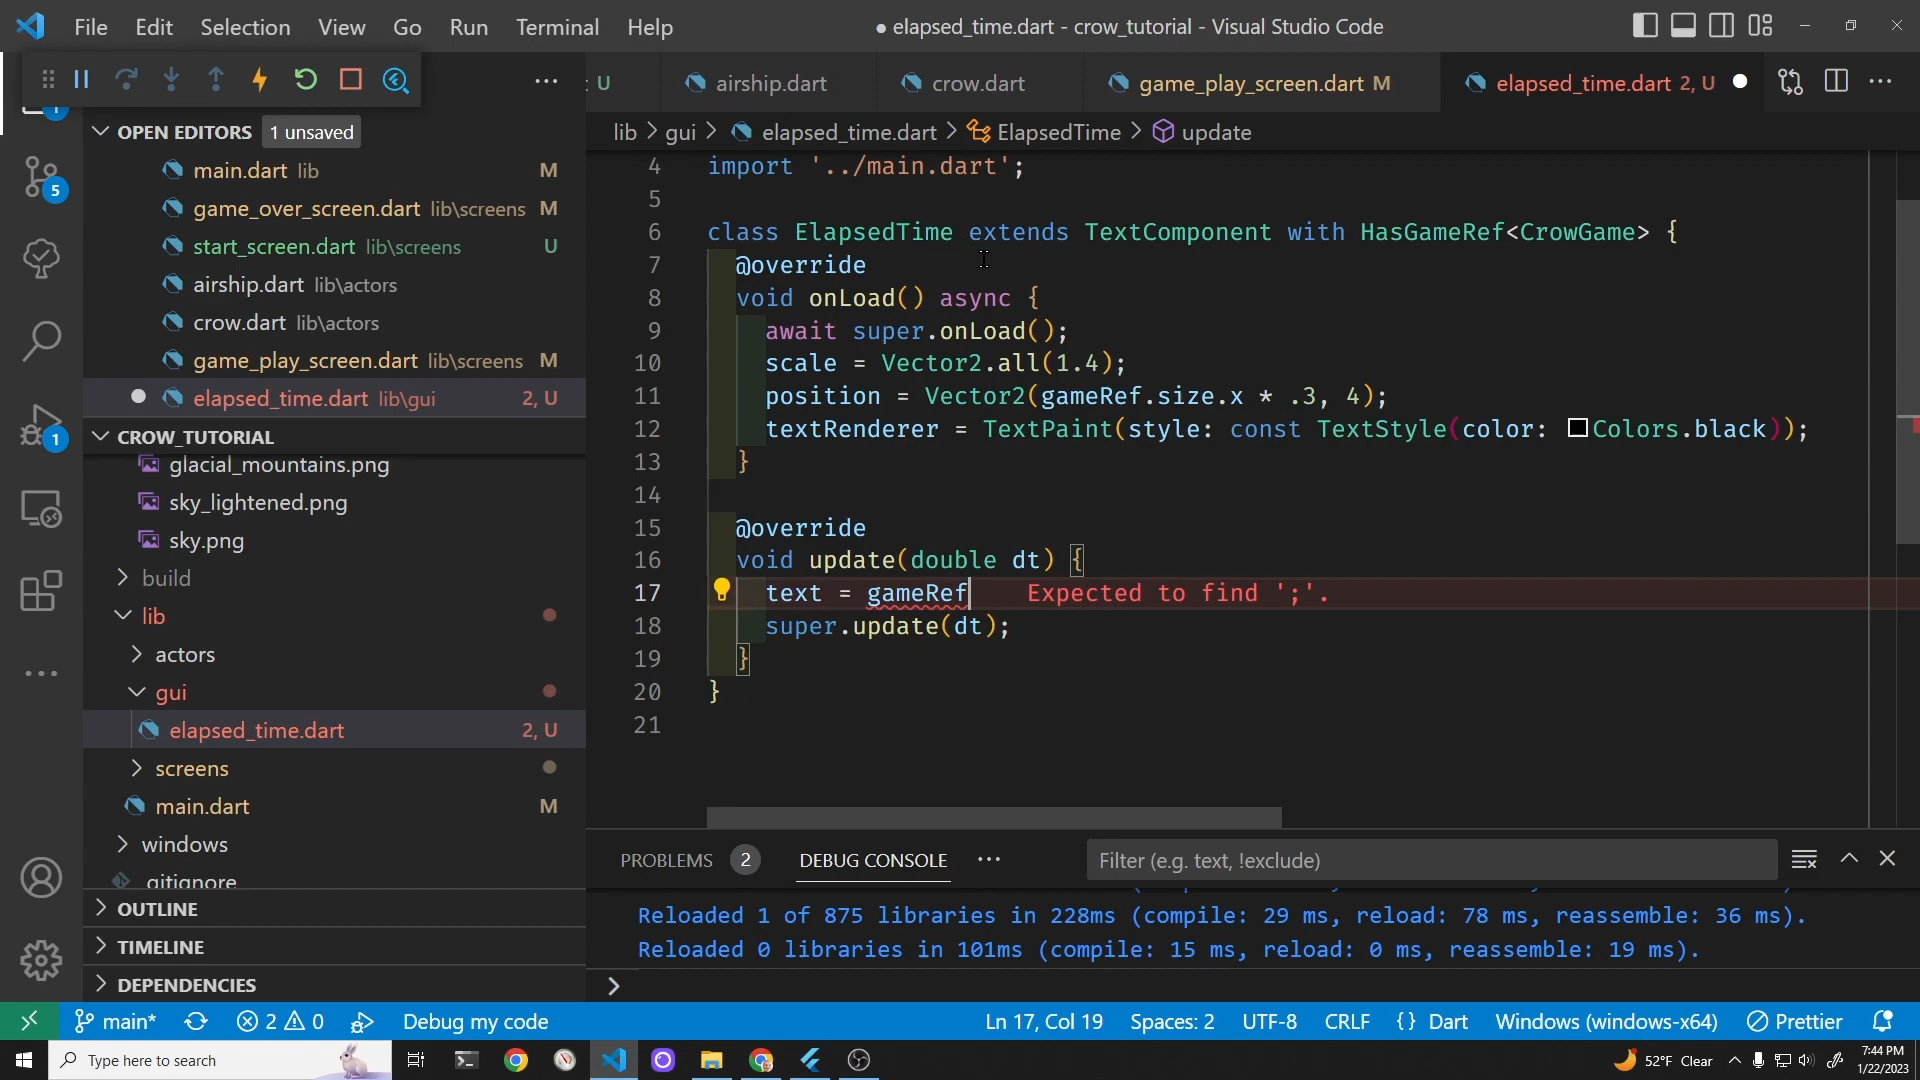 File Edit Selection View Go Run Terminal Help
● elapsed_time.dart - crow_tutorial - Visual Studio Code
U airship.dart crow.dart game_play_screen.dart M elapsed_time.dart 2, U
OPEN EDITORS 1 unsaved
main.dart lib M
game_over_screen.dart lib\screens M
start_screen.dart lib\screens U
airship.dart lib\actors
crow.dart lib\actors
game_play_screen.dart lib\screens M
elapsed_time.dart lib\gui 2, U
CROW_TUTORIAL
glacial_mountains.png
sky_lightened.png
sky.png
build
lib
actors
gui
elapsed_time.dart 2, U
screens
main.dart M
windows
.gitignore
OUTLINE
TIMELINE
DEPENDENCIES
1
5
1
lib > gui > elapsed_time.dart > ElapsedTime > update
4 import '../main.dart';
5
6 class ElapsedTime extends TextComponent with HasGameRef<CrowGame> {
7 @override
8 void onLoad() async {
9 await super.onLoad();
10 scale = Vector2.all(1.4);
11 position = Vector2(gameRef.size.x * .3, 4);
12 textRenderer = TextPaint(style: const TextStyle(color: Colors.black));
13 }
14
15 @override
16 void update(double dt) {
17 text = gameRef Expected to find ';'.
18 super.update(dt);
19 }
20 }
21
PROBLEMS 2 DEBUG CONSOLE Filter (e.g. text, !exclude)
Reloaded 1 of 875 libraries in 228ms (compile: 29 ms, reload: 78 ms, reassemble: 36 ms).
Reloaded 0 libraries in 101ms (compile: 15 ms, reload: 0 ms, reassemble: 19 ms).
main* 2 0 Debug my code Ln 17, Col 19 Spaces: 2 UTF-8 CRLF {} Dart Windows (windows-x64) Prettier
Type here to search
52°F Clear
7:44 PM
1/22/2023